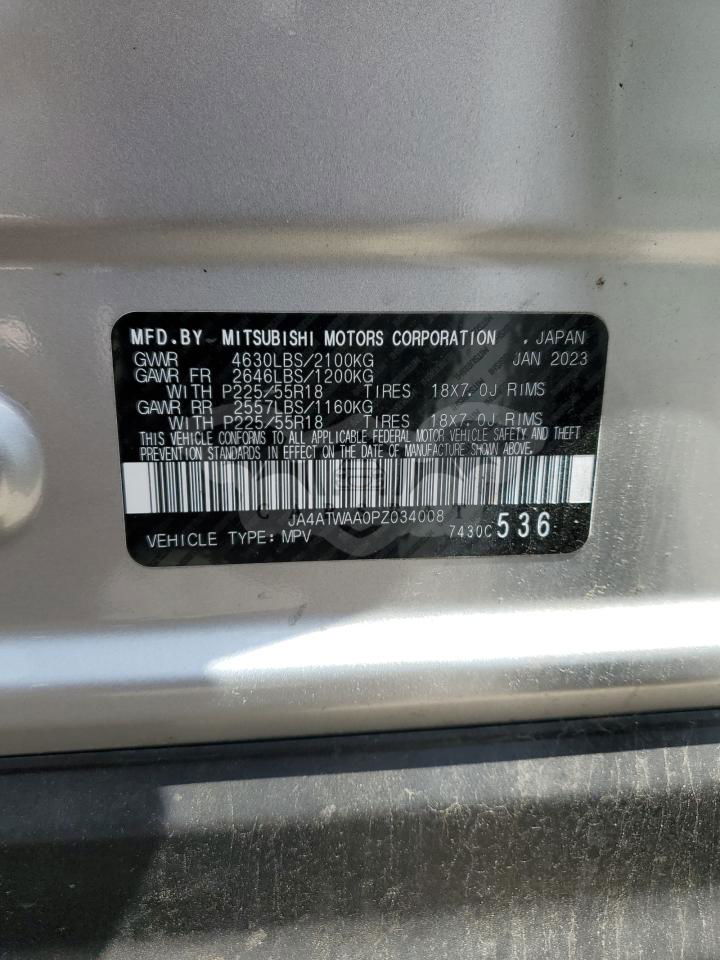 MFD.BY MITSUBISHI MOTORS CORPORATION , JAPAN
GVWR 4630LBS/2100KG JAN 2023
GAWR FR 2646LBS/1200KG
WITH P225/55R18 TIRES 18X7.0J RIMS
GAWR RR 2557LBS/1160KG
WITH P225/55R18 TIRES 18X7.0J RIMS
THIS VEHICLE CONFORMS TO ALL APPLICABLE FEDERAL MOTOR VEHICLE SAFETY AND THEFT
PREVENTION STANDARDS IN EFFECT ON THE DATE OF MANUFACTURE SHOWN ABOVE.
JA4ATWAA0PZ034008
VEHICLE TYPE: MPV 7430C 536